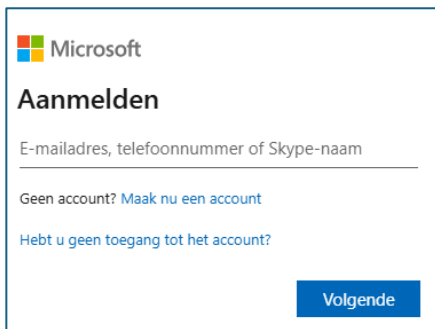 Microsoft
Aanmelden
E-mailadres, telefoonnummer of Skype-naam
Geen account? Maak nu een account
Hebt u geen toegang tot het account?
Volgende